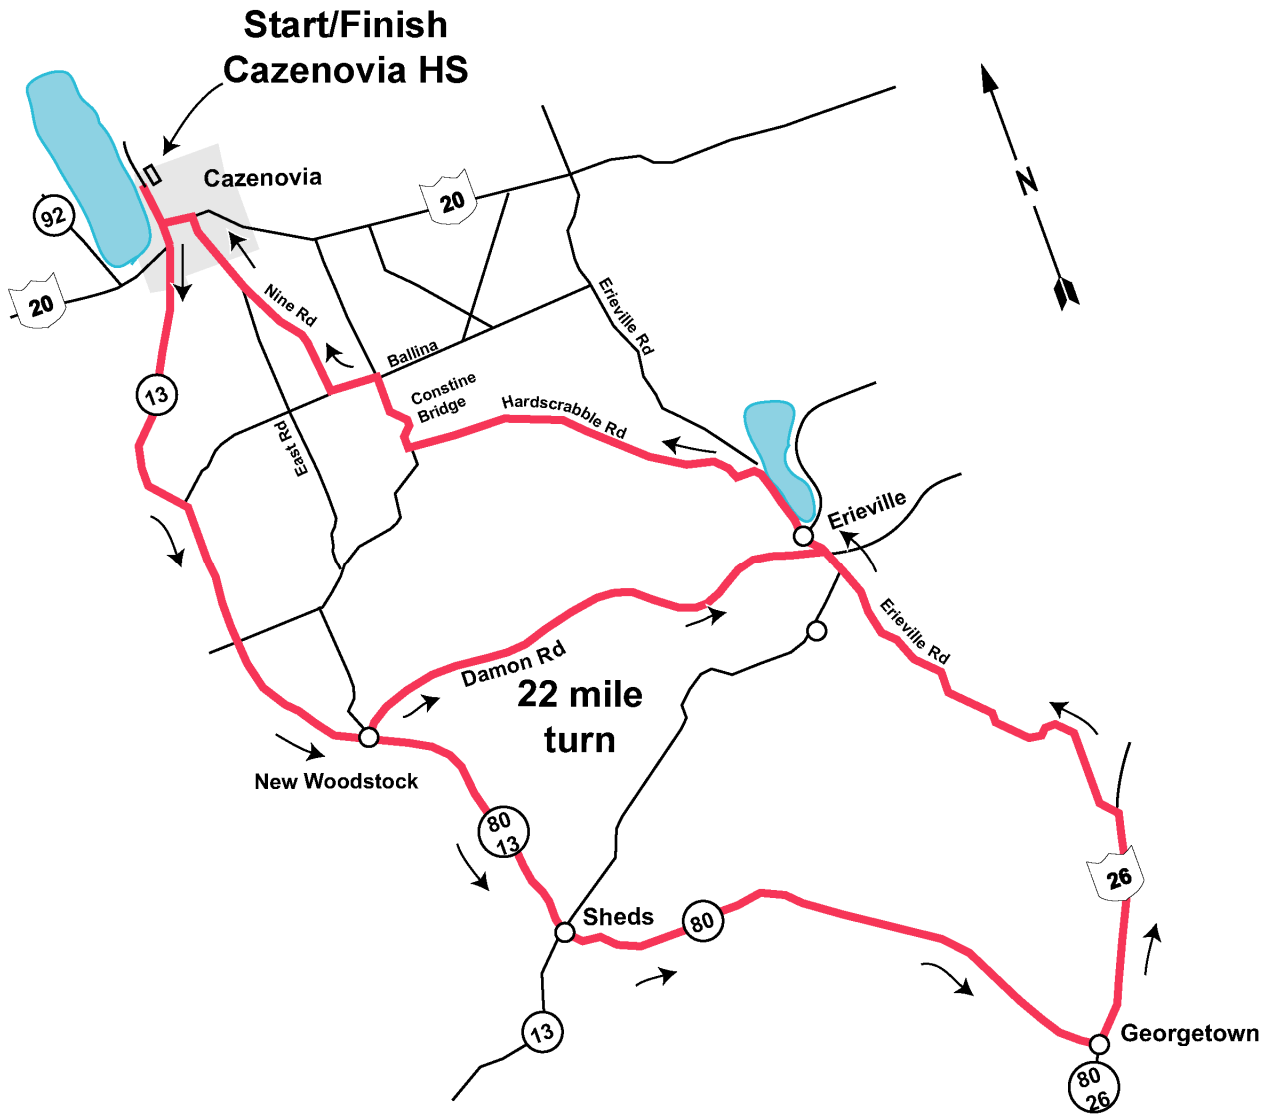 Start/Finish
Cazenovia HS
Cazenovia
N
92
20
20
Nine Rd
Erieville Rd
Ballina
13
Constine
Bridge
Hardscrabble Rd
East Rd
Erieville
Erieville Rd
Damon Rd
22 mile
turn
New Woodstock
80
13
26
Sheds
80
13
Georgetown
80
26